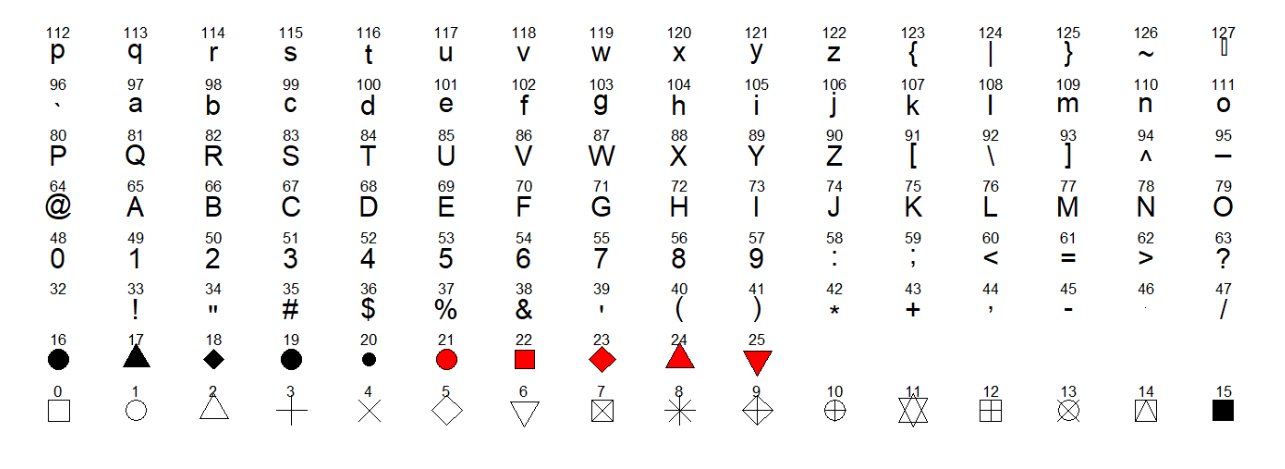 112 113 114 115 116 117 118 119 120 121 122 123 124 125 126 127
p q r s t u v w x y z { | } ~
96 97 98 99 100 101 102 103 104 105 106 107 108 109 110 111
` a b c d e f g h i j k l m n o
80 81 82 83 84 85 86 87 88 89 90 91 92 93 94 95
P Q R S T U V W X Y Z [ \ ] ^ _
64 65 66 67 68 69 70 71 72 73 74 75 76 77 78 79
@ A B C D E F G H I J K L M N O
48 49 50 51 52 53 54 55 56 57 58 59 60 61 62 63
0 1 2 3 4 5 6 7 8 9 : ; < = > ?
32 33 34 35 36 37 38 39 40 41 42 43 44 45 46 47
! " # $ % & ' ( ) * + , - . /
16 17 18 19 20 21 22 23 24 25
0 1 2 3 4 5 6 7 8 9 10 11 12 13 14 15